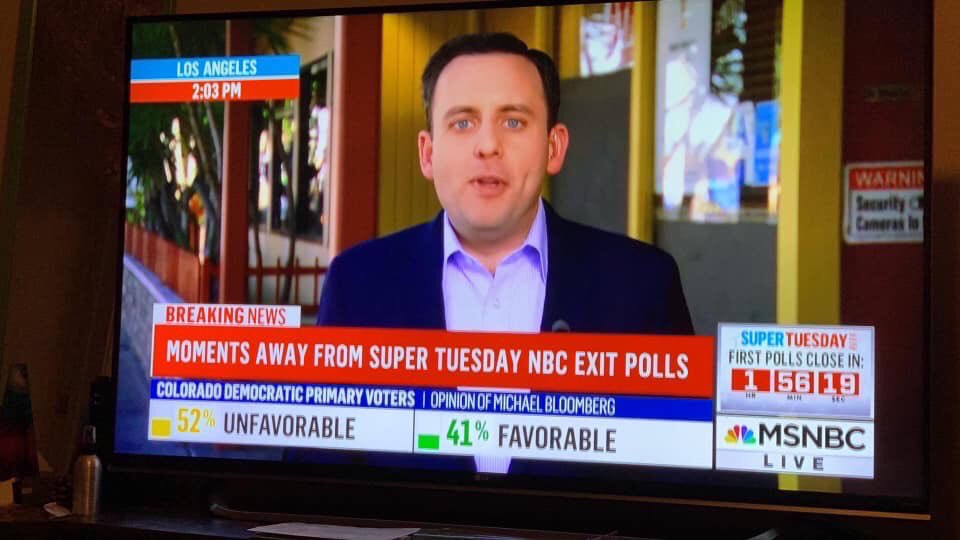 LOS ANGELES
2:03 PM
WARNIN
Security
Cameras In
BREAKING NEWS
MOMENTS AWAY FROM SUPER TUESDAY NBC EXIT POLLS
COLORADO DEMOCRATIC PRIMARY VOTERS | OPINION OF MICHAEL BLOOMBERG
52% UNFAVORABLE
41% FAVORABLE
SUPER TUESDAY
FIRST POLLS CLOSE IN:
1 56 19
HR MIN SEC
MSNBC
LIVE